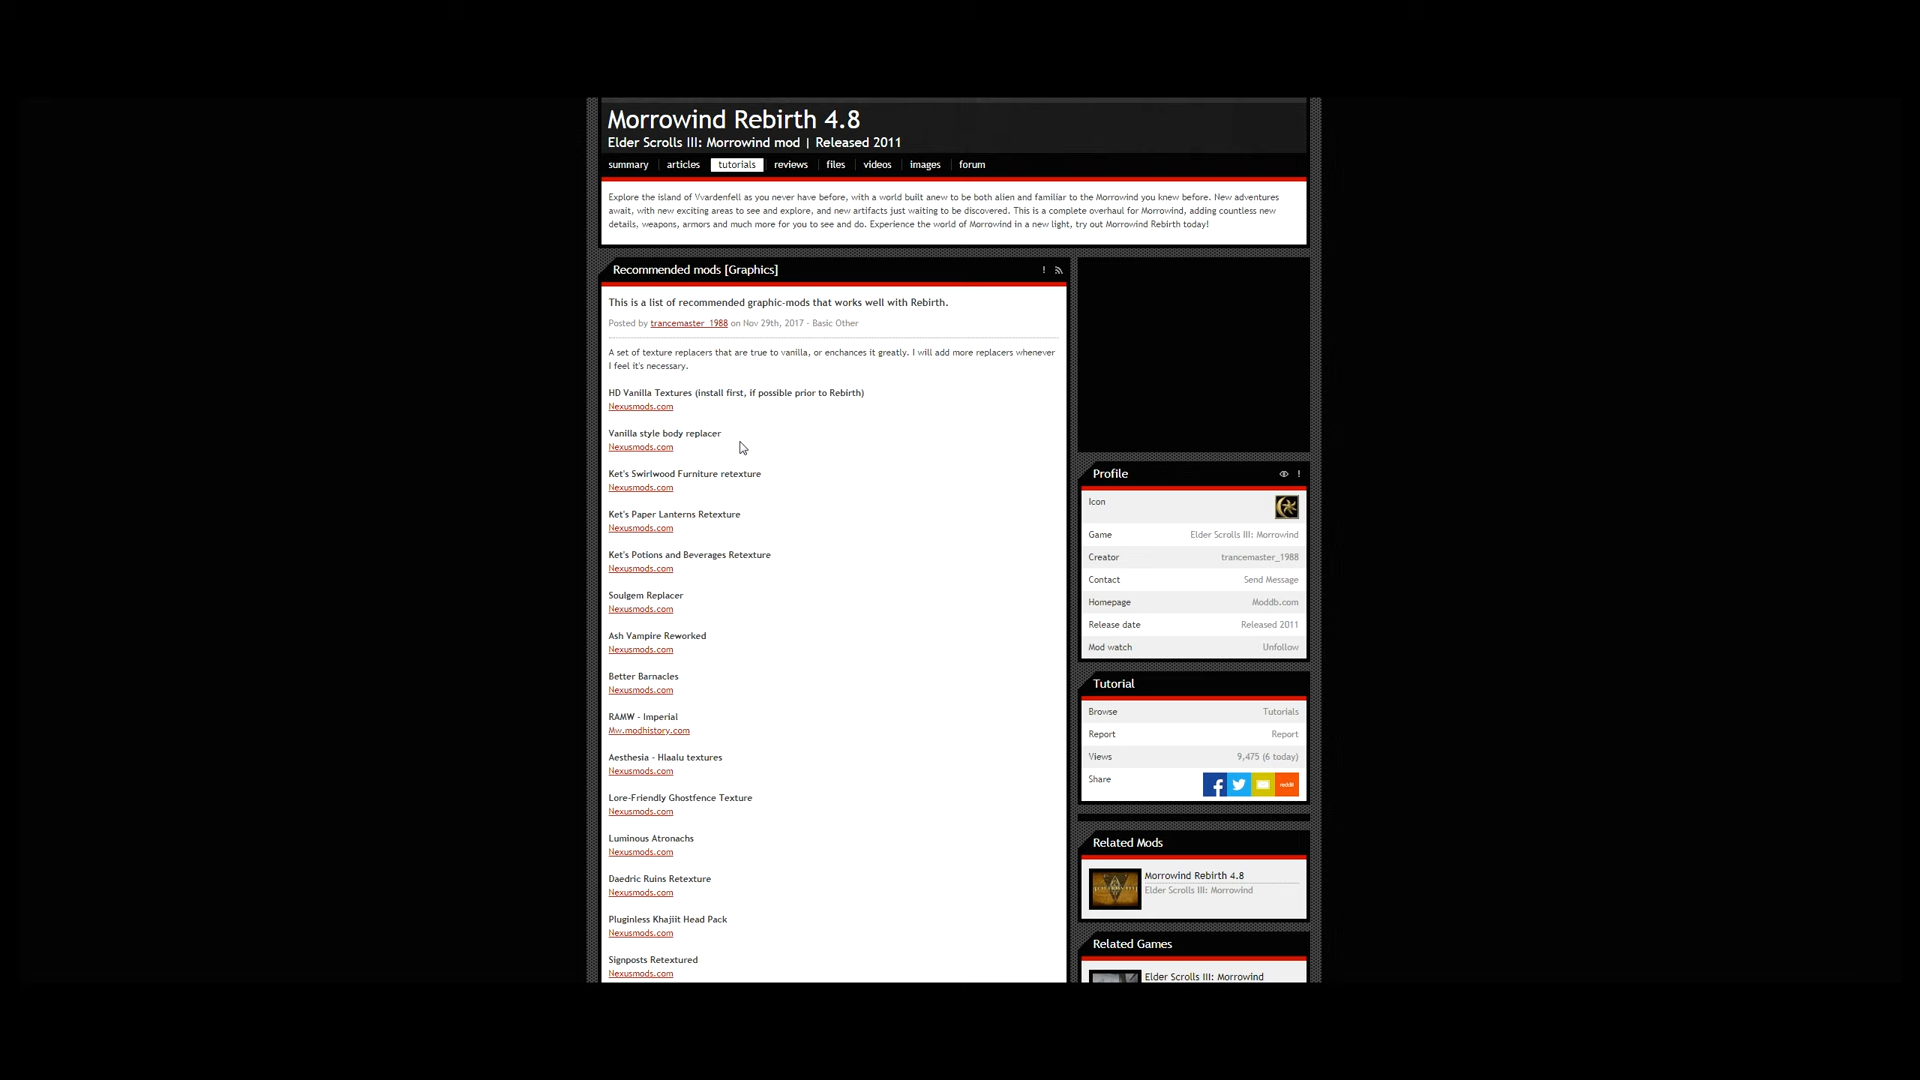 Morrowind Rebirth 4.8
Elder Scrolls III: Morrowind mod | Released 2011
summary articles tutorials reviews files videos images forum
Explore the island of Vvardenfell as you never have before, with a world built anew to be both alien and familiar to the Morrowind you knew before. New adventures
await, with new exciting areas to see and explore, and new artifacts just waiting to be discovered. This is a complete overhaul for Morrowind, adding countless new
details, weapons, armors and much more for you to see and do. Experience the world of Morrowind in a new light, try out Morrowind Rebirth today!
Recommended mods [Graphics] !
This is a list of recommended graphic-mods that works well with Rebirth.
Posted by trancemaster_1988 on Nov 29th, 2017 - Basic Other
A set of texture replacers that are true to vanilla, or enchances it greatly. I will add more replacers whenever
I feel it's necessary.
HD Vanilla Textures (install first, if possible prior to Rebirth)
Nexusmods.com
Vanilla style body replacer
Nexusmods.com
Ket's Swirlwood Furniture retexture
Nexusmods.com
Ket's Paper Lanterns Retexture
Nexusmods.com
Ket's Potions and Beverages Retexture
Nexusmods.com
Soulgem Replacer
Nexusmods.com
Ash Vampire Reworked
Nexusmods.com
Better Barnacles
Nexusmods.com
RAMW - Imperial
Mw.modhistory.com
Aesthesia - Hlaalu textures
Nexusmods.com
Lore-Friendly Ghostfence Texture
Nexusmods.com
Luminous Atronachs
Nexusmods.com
Daedric Ruins Retexture
Nexusmods.com
Pluginless Khajiit Head Pack
Nexusmods.com
Signposts Retextured
Nexusmods.com
Profile !
Icon
Game Elder Scrolls III: Morrowind
Creator trancemaster_1988
Contact Send Message
Homepage Moddb.com
Release date Released 2011
Mod watch Unfollow
Tutorial
Browse Tutorials
Report Report
Views 9,475 (6 today)
Share reddit
Related Mods
Morrowind Rebirth 4.8
Elder Scrolls III: Morrowind
Related Games
Elder Scrolls III: Morrowind